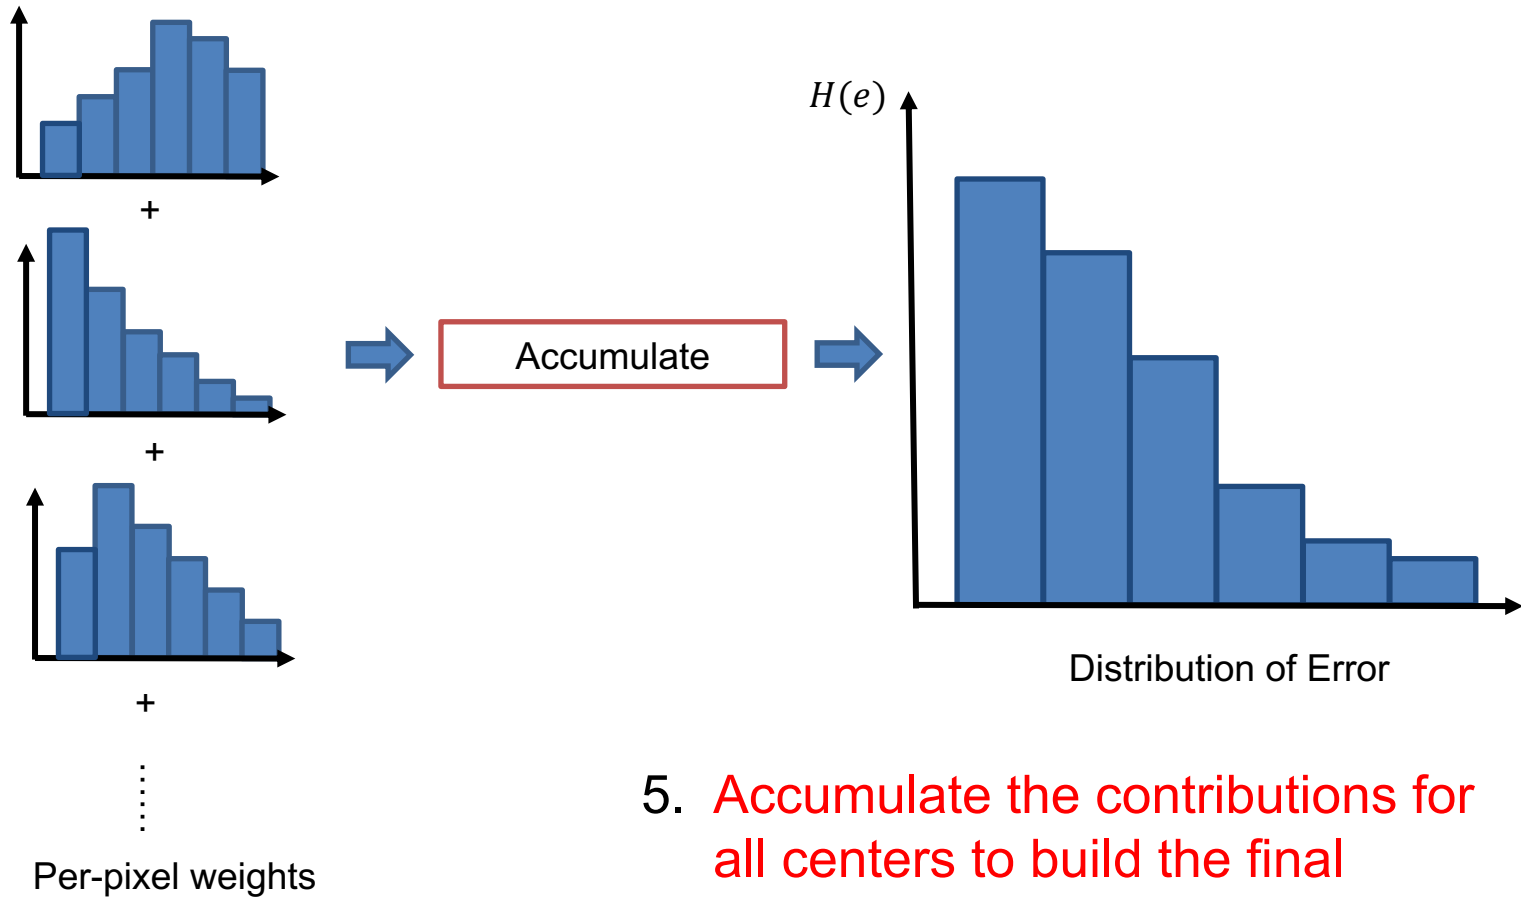 H(e)
+
+
Accumulate
+
Distribution of Error
Per-pixel weights
5. Accumulate the contributions for
all centers to build the final